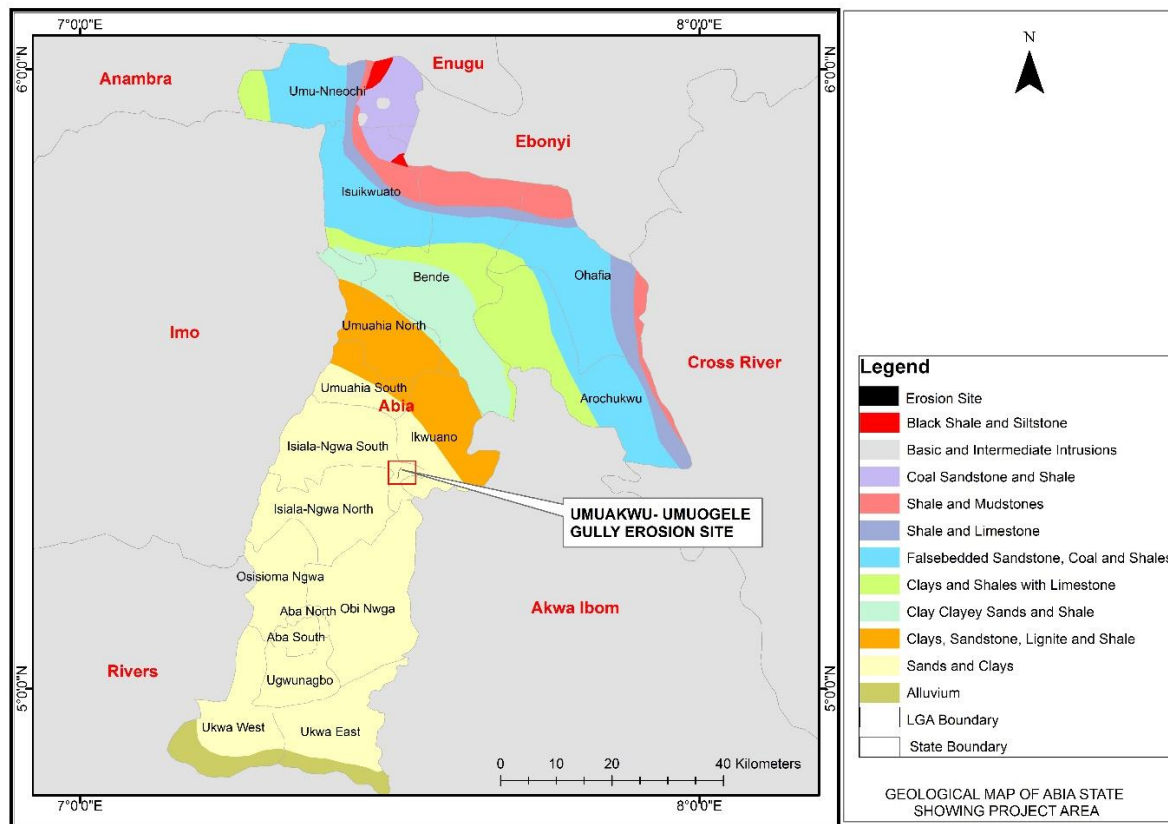 7°0'0"E
8°0'0"E
6°0'0"N
6°0'0"N
Anambra
Enugu
Umu-Nneochi
Ebonyi
Isuikwuato
Ohafia
Bende
Imo
Umuahia North
Cross River
Umuahia South
Abia
Arochukwu
Ikwuano
Isiala-Ngwa South
UMUAKWU- UMUOGELE
GULLY EROSION SITE
Isiala-Ngwa North
Osisioma Ngwa
Aba North
Obi Nwga
Akwa Ibom
Aba South
Rivers
Ugwunagbo
5°0'0"N
5°0'0"N
Ukwa West
Ukwa East
0 5 10 20 30 40 Kilometers
7°0'0"E
8°0'0"E
N
Legend
Erosion Site
Black Shale and Siltstone
Basic and Intermediate Intrusions
Coal Sandstone and Shale
Shale and Mudstones
Shale and Limestone
Falsebedded Sandstone, Coal and Shales
Clays and Shales with Limestone
Clay Clayey Sands and Shale
Clays, Sandstone, Lignite and Shale
Sands and Clays
Alluvium
LGA Boundary
State Boundary
GEOLOGICAL MAP OF ABIA STATE
SHOWING PROJECT AREA